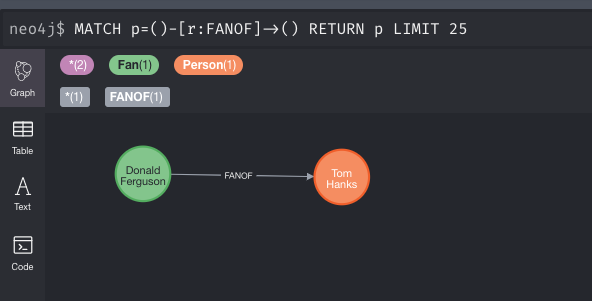 neo4j$ MATCH p=()-[r:FANOF]->() RETURN p LIMIT 25
*(2) Fan(1) Person(1)
*(1) FANOF(1)
Graph
Table
Text
Code
Donald
Ferguson
FANOF
Tom
Hanks